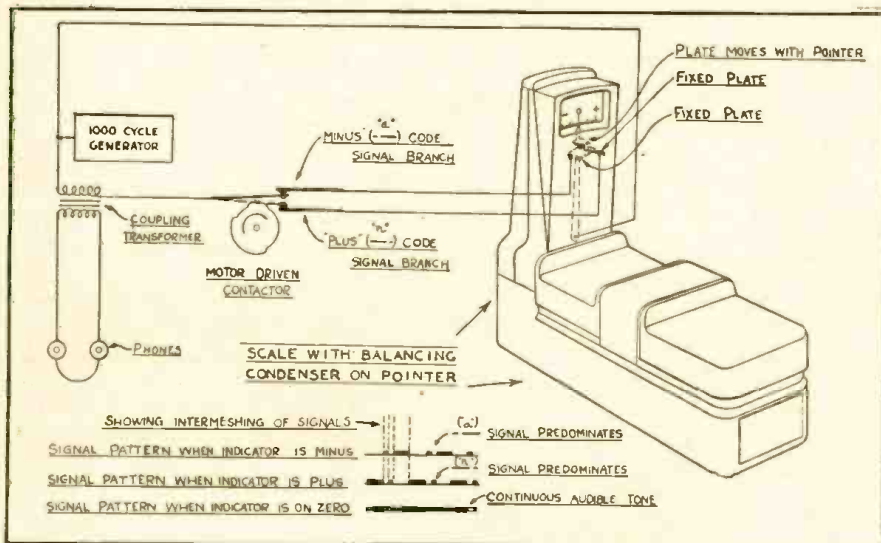 PLATE MOVES WITH POINTER
FIXED PLATE
FIXED PLATE
1000 CYCLE
GENERATOR
"a"
MINUS (·—) CODE
SIGNAL BRANCH
COUPLING
TRANSFORMER
"n"
"PLUS" (—·) CODE
SIGNAL BRANCH
MOTOR DRIVEN
CONTACTOR
PHONES
SCALE WITH BALANCING
CONDENSER ON POINTER
SHOWING INTERMESHING OF SIGNALS
("a")
SIGNAL PREDOMINATES
SIGNAL PATTERN WHEN INDICATOR IS MINUS
("n")
SIGNAL PREDOMINATES
SIGNAL PATTERN WHEN INDICATOR IS PLUS
CONTINUOUS AUDIBLE TONE
SIGNAL PATTERN WHEN INDICATOR IS ON ZERO